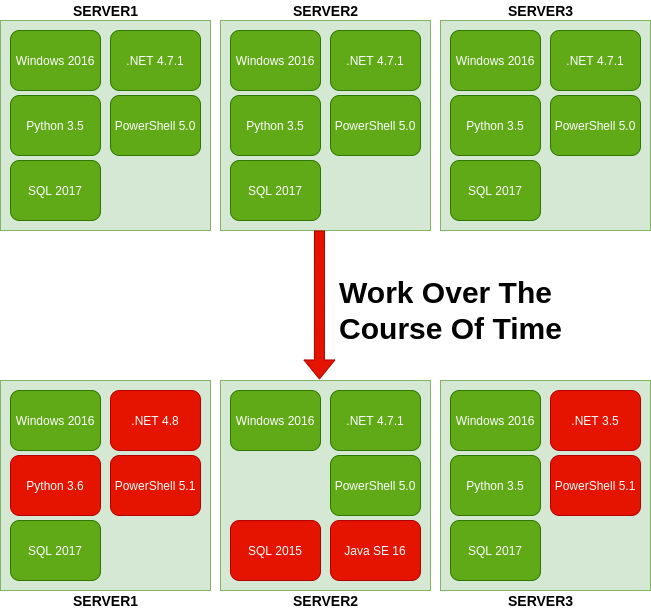 SERVER1
SERVER2
SERVER3
Windows 2016
.NET 4.7.1
Windows 2016
.NET 4.7.1
Windows 2016
.NET 4.7.1
Python 3.5
PowerShell 5.0
Python 3.5
PowerShell 5.0
Python 3.5
PowerShell 5.0
SQL 2017
SQL 2017
SQL 2017
Work Over The
Course Of Time
Windows 2016
.NET 4.8
Windows 2016
.NET 4.7.1
Windows 2016
.NET 3.5
Python 3.6
PowerShell 5.1
PowerShell 5.0
Python 3.5
PowerShell 5.1
SQL 2017
SQL 2015
Java SE 16
SQL 2017
SERVER1
SERVER2
SERVER3